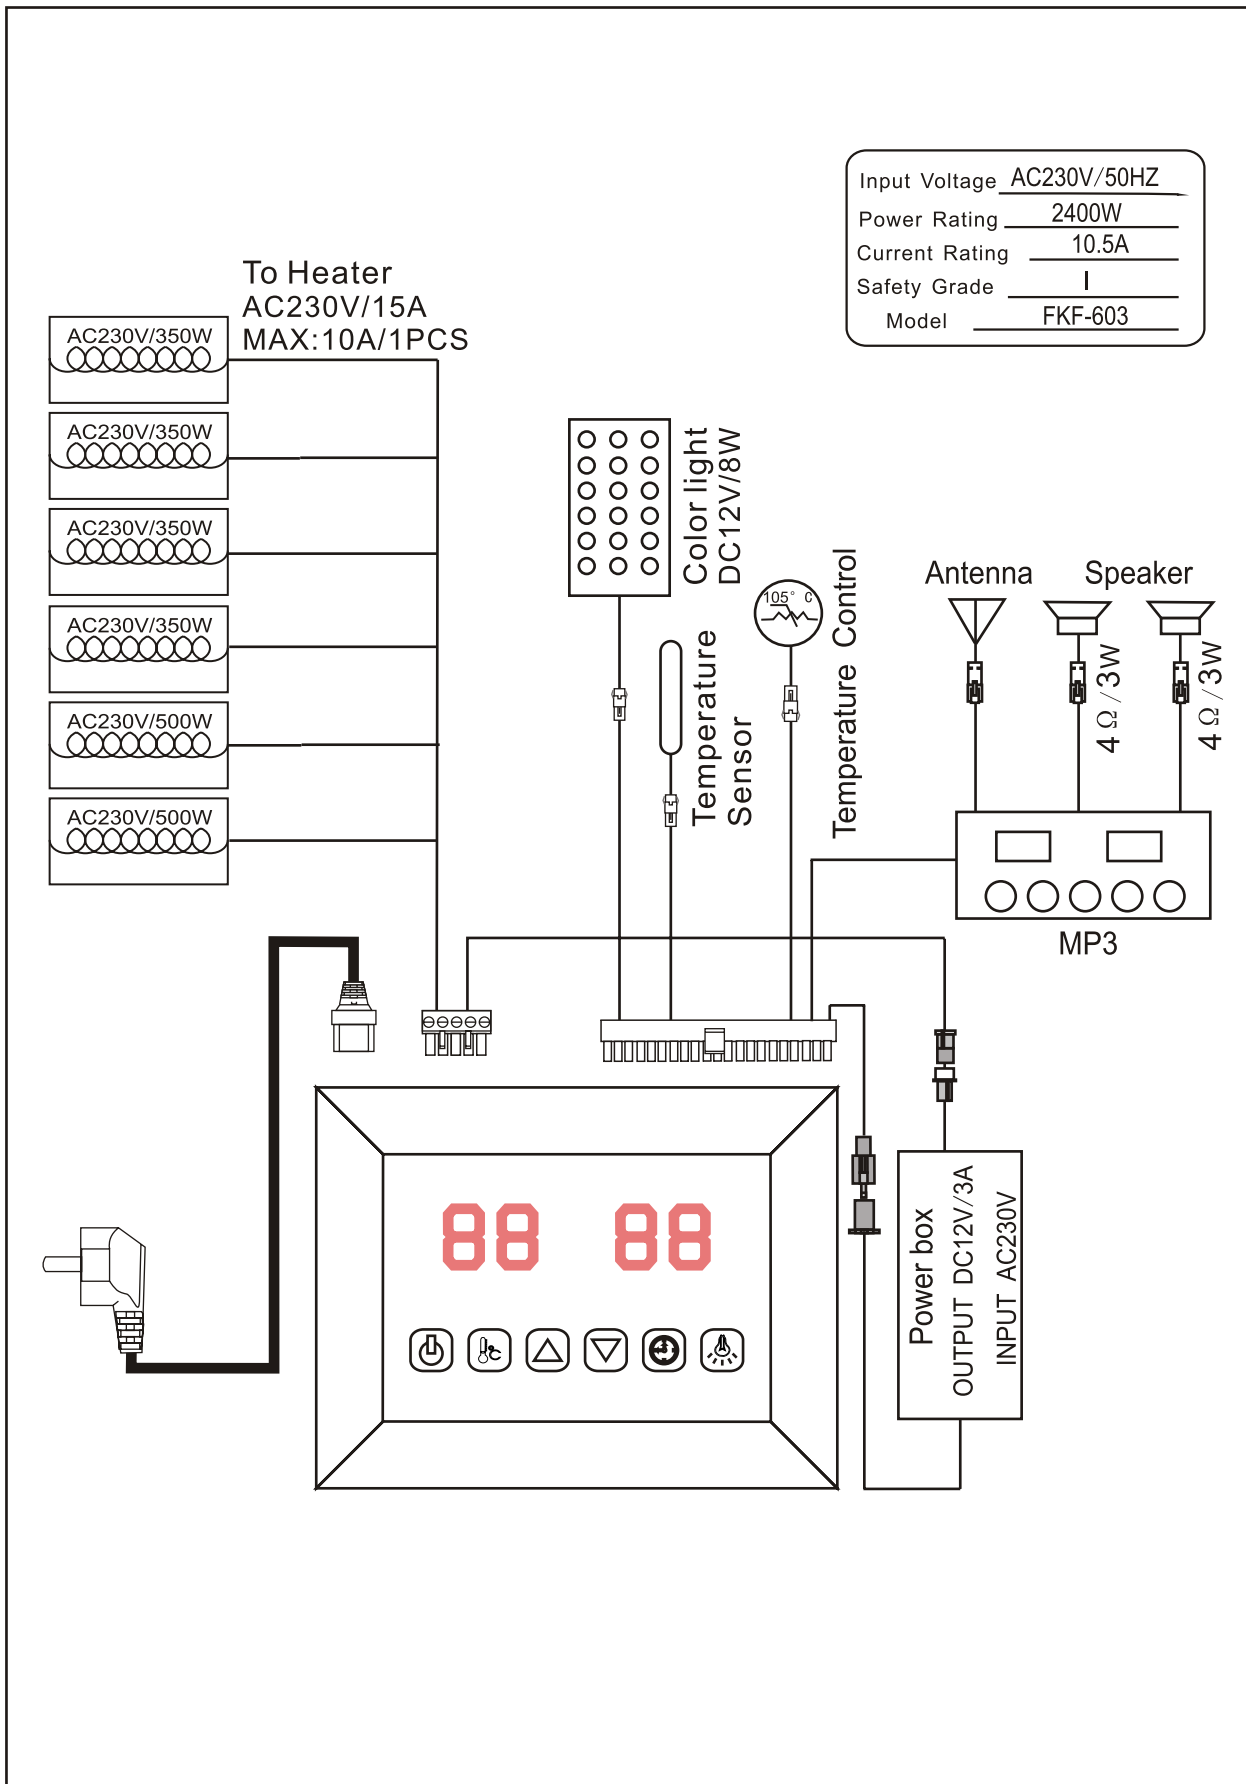 Input Voltage AC230V/50HZ
Power Rating 2400W
Current Rating 10.5A
Safety Grade I
Model FKF-603
To Heater
AC230V/15A
MAX:10A/1PCS
AC230V/350W
AC230V/350W
AC230V/350W
AC230V/350W
AC230V/500W
AC230V/500W
Color light
DC12V/8W
Temperature
Sensor
105° C
Temperature Control
Antenna
Speaker
4Ω/3W
4Ω/3W
MP3
88 88
°C
Power box
OUTPUT DC12V/3A
INPUT AC230V